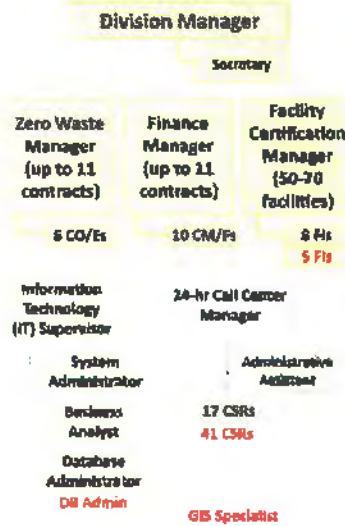 Division Manager
Secretary
Zero Waste
Manager
(up to 11
contracts)
Finance
Manager
(up to 11
contracts)
Facility
Certification
Manager
(50-70
facilities)
6 CO/Es
10 CM/Fs
8 FIs
5 FIs
Information
Technology
(IT) Supervisor
24-hr Call Center
Manager
System
Administrator
Administrative
Assistant
Business
Analyst
17 CSRs
41 CSRs
Database
Administrator
DB Admin
GIS Specialist